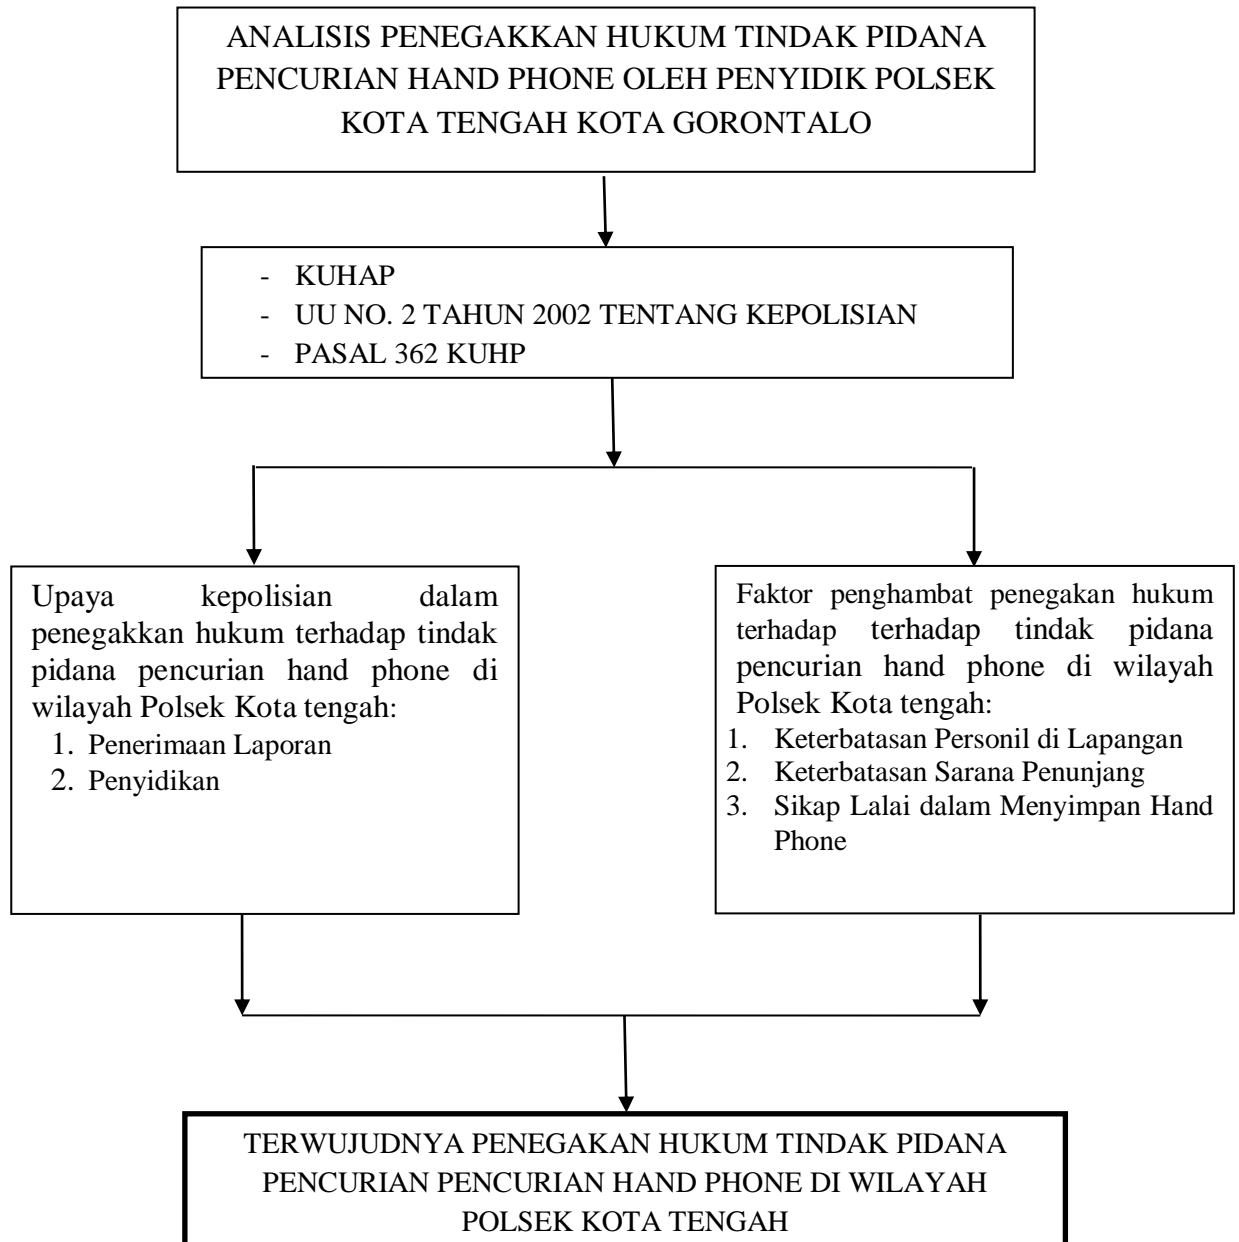 ANALISIS PENEGAKKAN HUKUM TINDAK PIDANA
PENCURIAN HAND PHONE OLEH PENYIDIK POLSEK
KOTA TENGAH KOTA GORONTALO
- KUHAP
- UU NO. 2 TAHUN 2002 TENTANG KEPOLISIAN
- PASAL 362 KUHP
Upaya kepolisian dalam
penegakkan hukum terhadap tindak
pidana pencurian hand phone di
wilayah Polsek Kota tengah:
1. Penerimaan Laporan
2. Penyidikan
Faktor penghambat penegakan hukum
terhadap terhadap tindak pidana
pencurian hand phone di wilayah
Polsek Kota tengah:
1. Keterbatasan Personil di Lapangan
2. Keterbatasan Sarana Penunjang
3. Sikap Lalai dalam Menyimpan Hand
Phone
TERWUJUDNYA PENEGAKAN HUKUM TINDAK PIDANA
PENCURIAN PENCURIAN HAND PHONE DI WILAYAH
POLSEK KOTA TENGAH